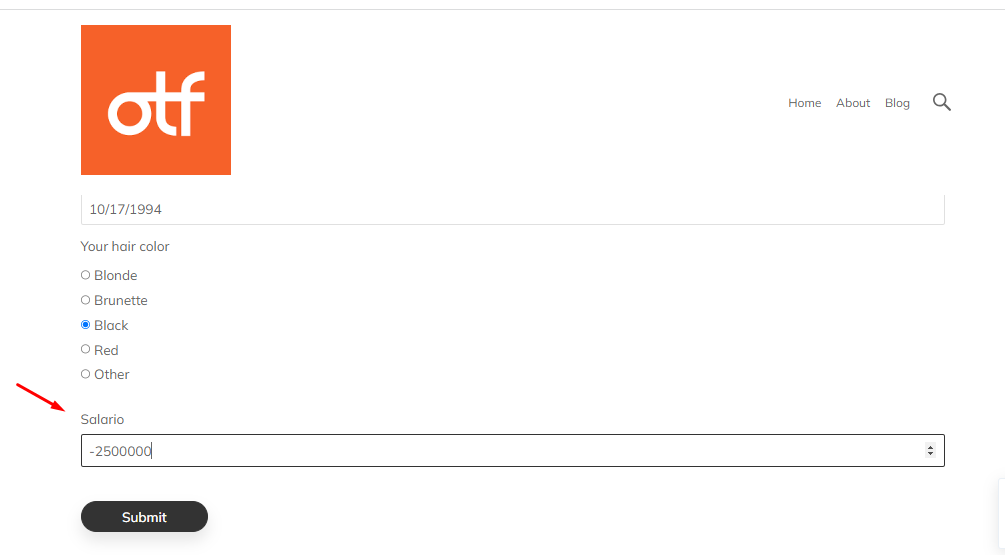 otf
Home About Blog
10/17/1994
Your hair color
Blonde
Brunette
Black
Red
Other
Salario
-2500000
Submit